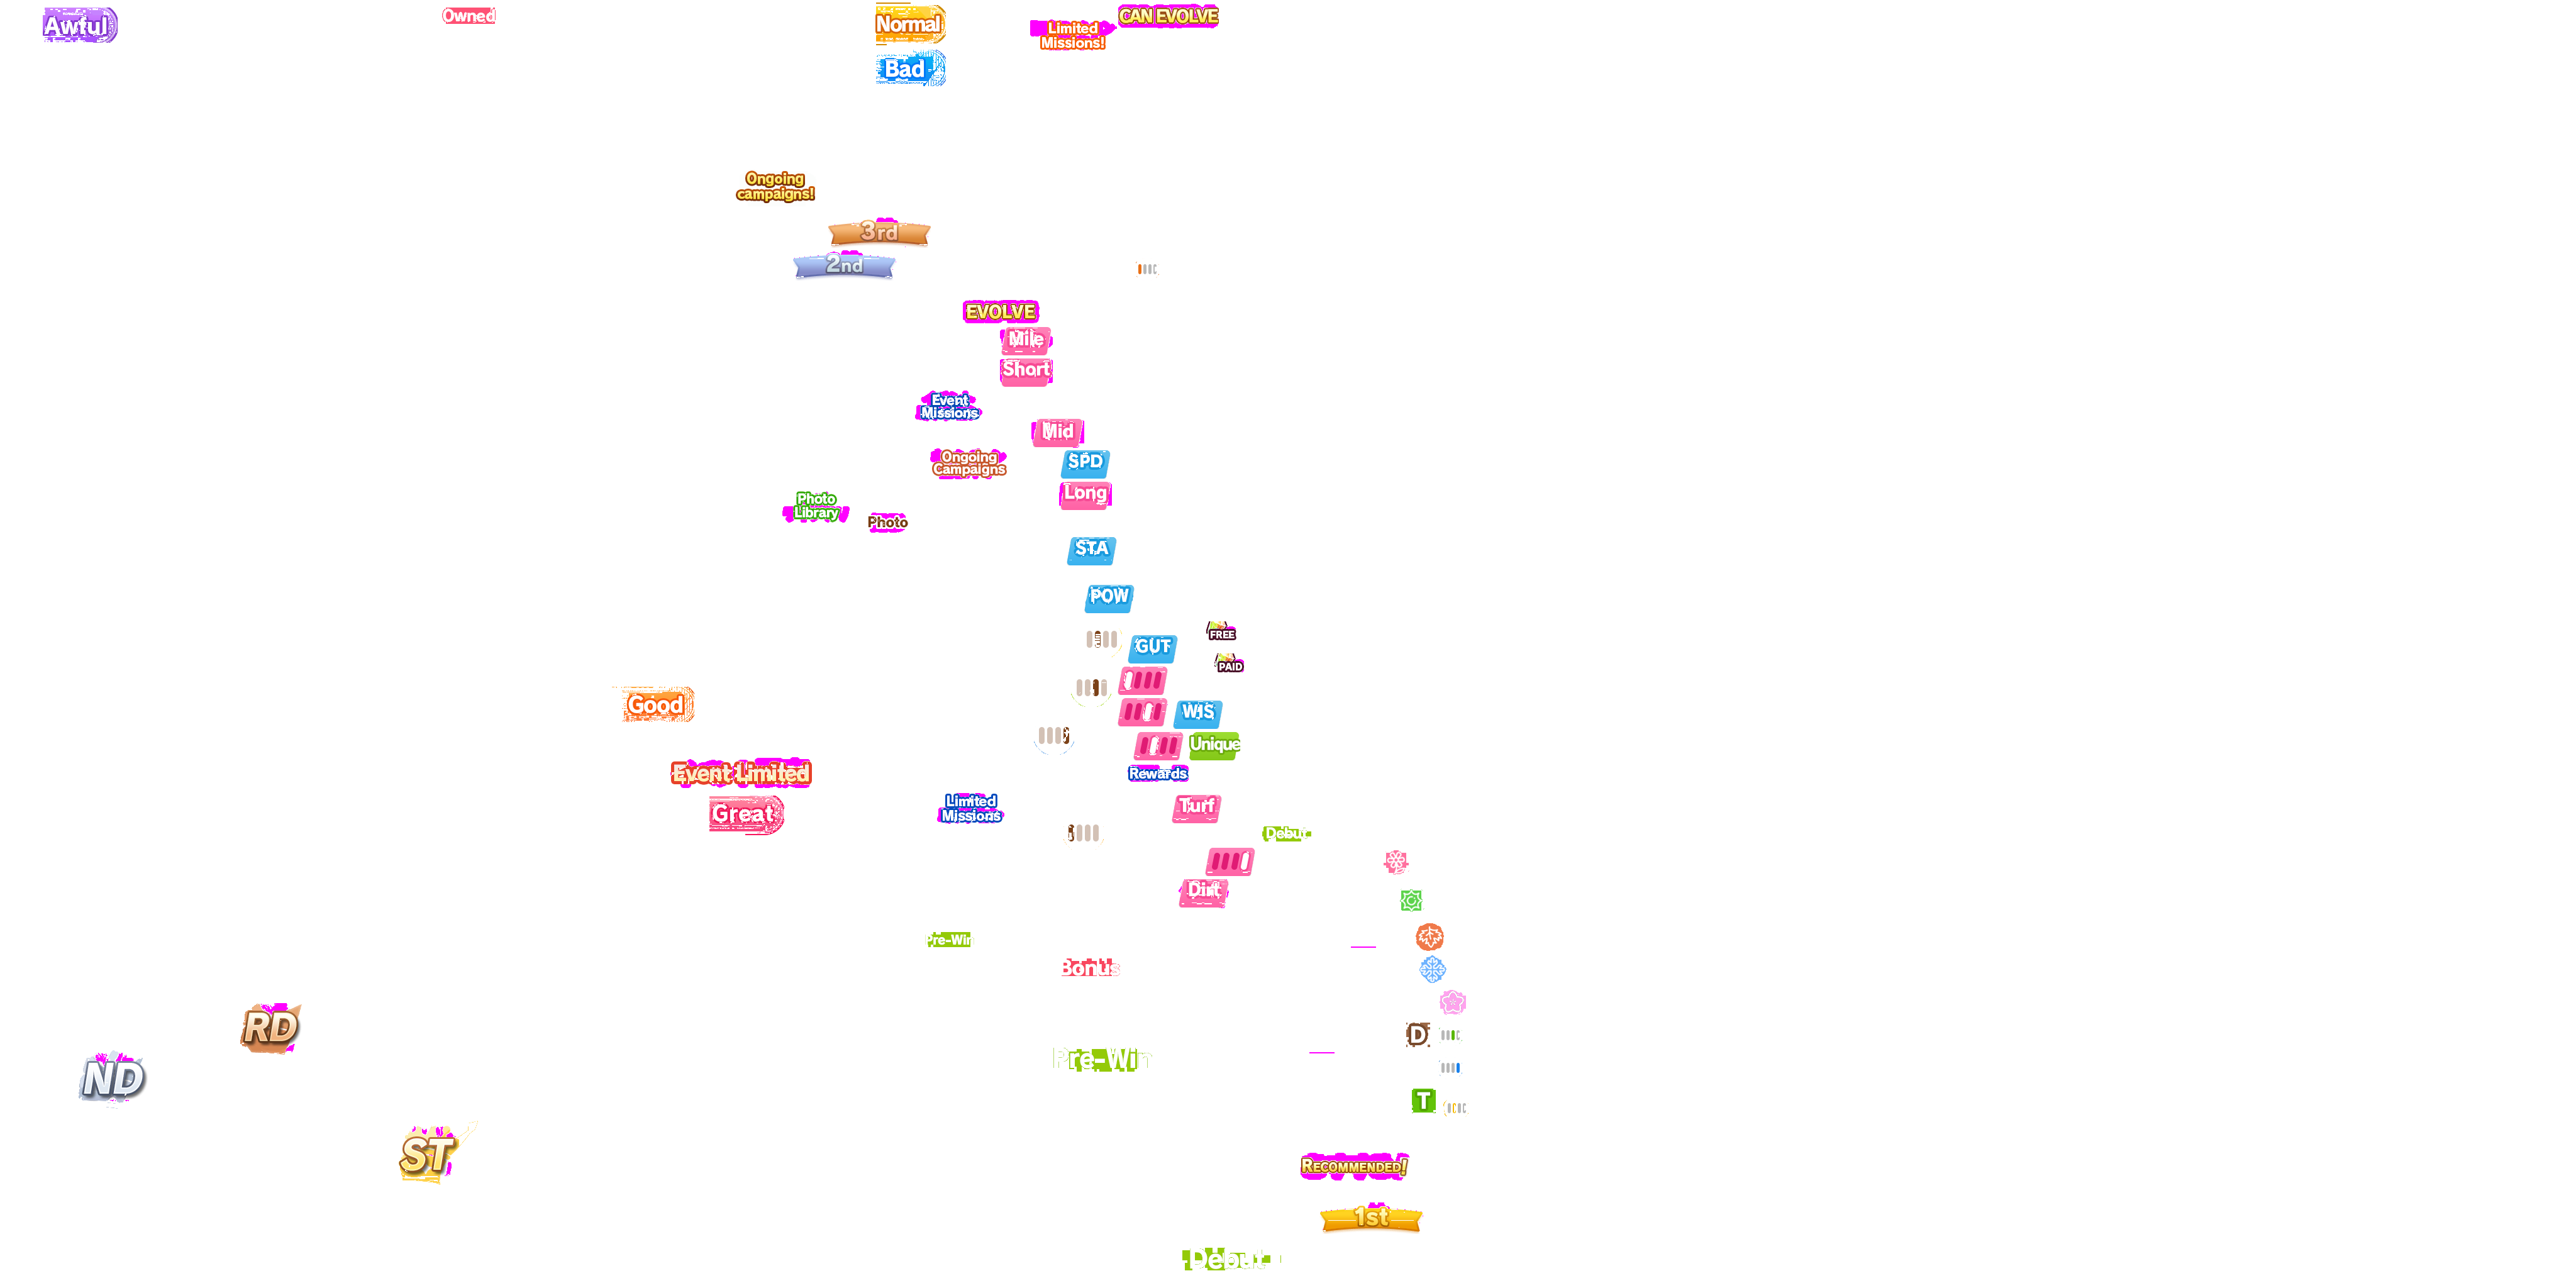 Awful
Owned
Normal
CAN EVOLVE
Limited
Missions!
Bad
Ongoing
campaigns!
3rd
2nd
EVOLVE
Mile
Short
Event
Missions
Mid
Ongoing
Campaigns
SPD
Long
Photo
Library
Photo
STA
POW
FREE
GUT
PAID
Good
WIS
Unique
Event Limited
Rewards
Great
Limited
Missions
Turf
Debut
Dirt
Pre-Win
Bonus
RD
D
Pre-Win
ND
T
ST
RECOMMENDED!
1st
Debut